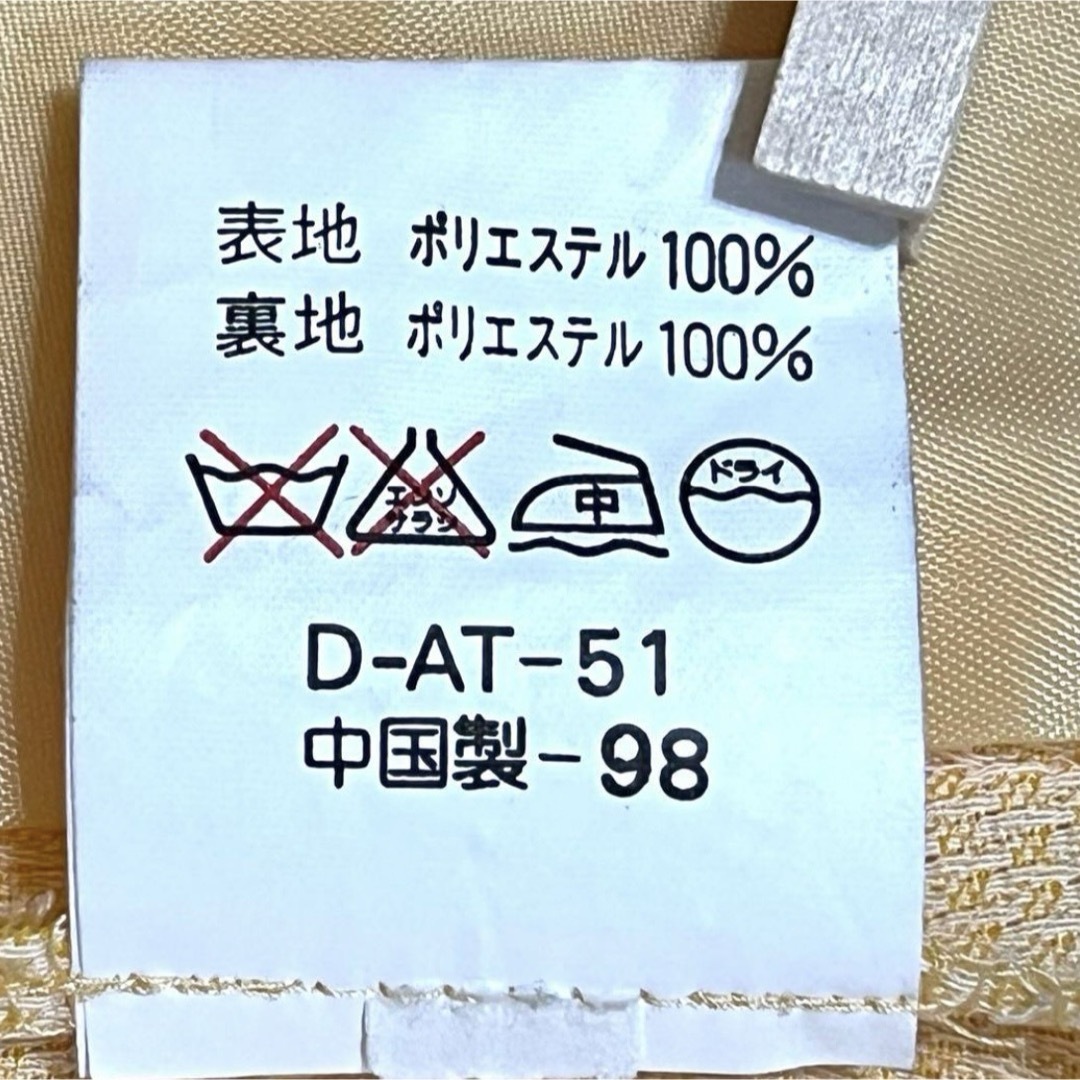 表地 ポリエステル 100%
裏地 ポリエステル 100%
エンソ
サラシ
中
ドライ
D-AT-51
中国製-98